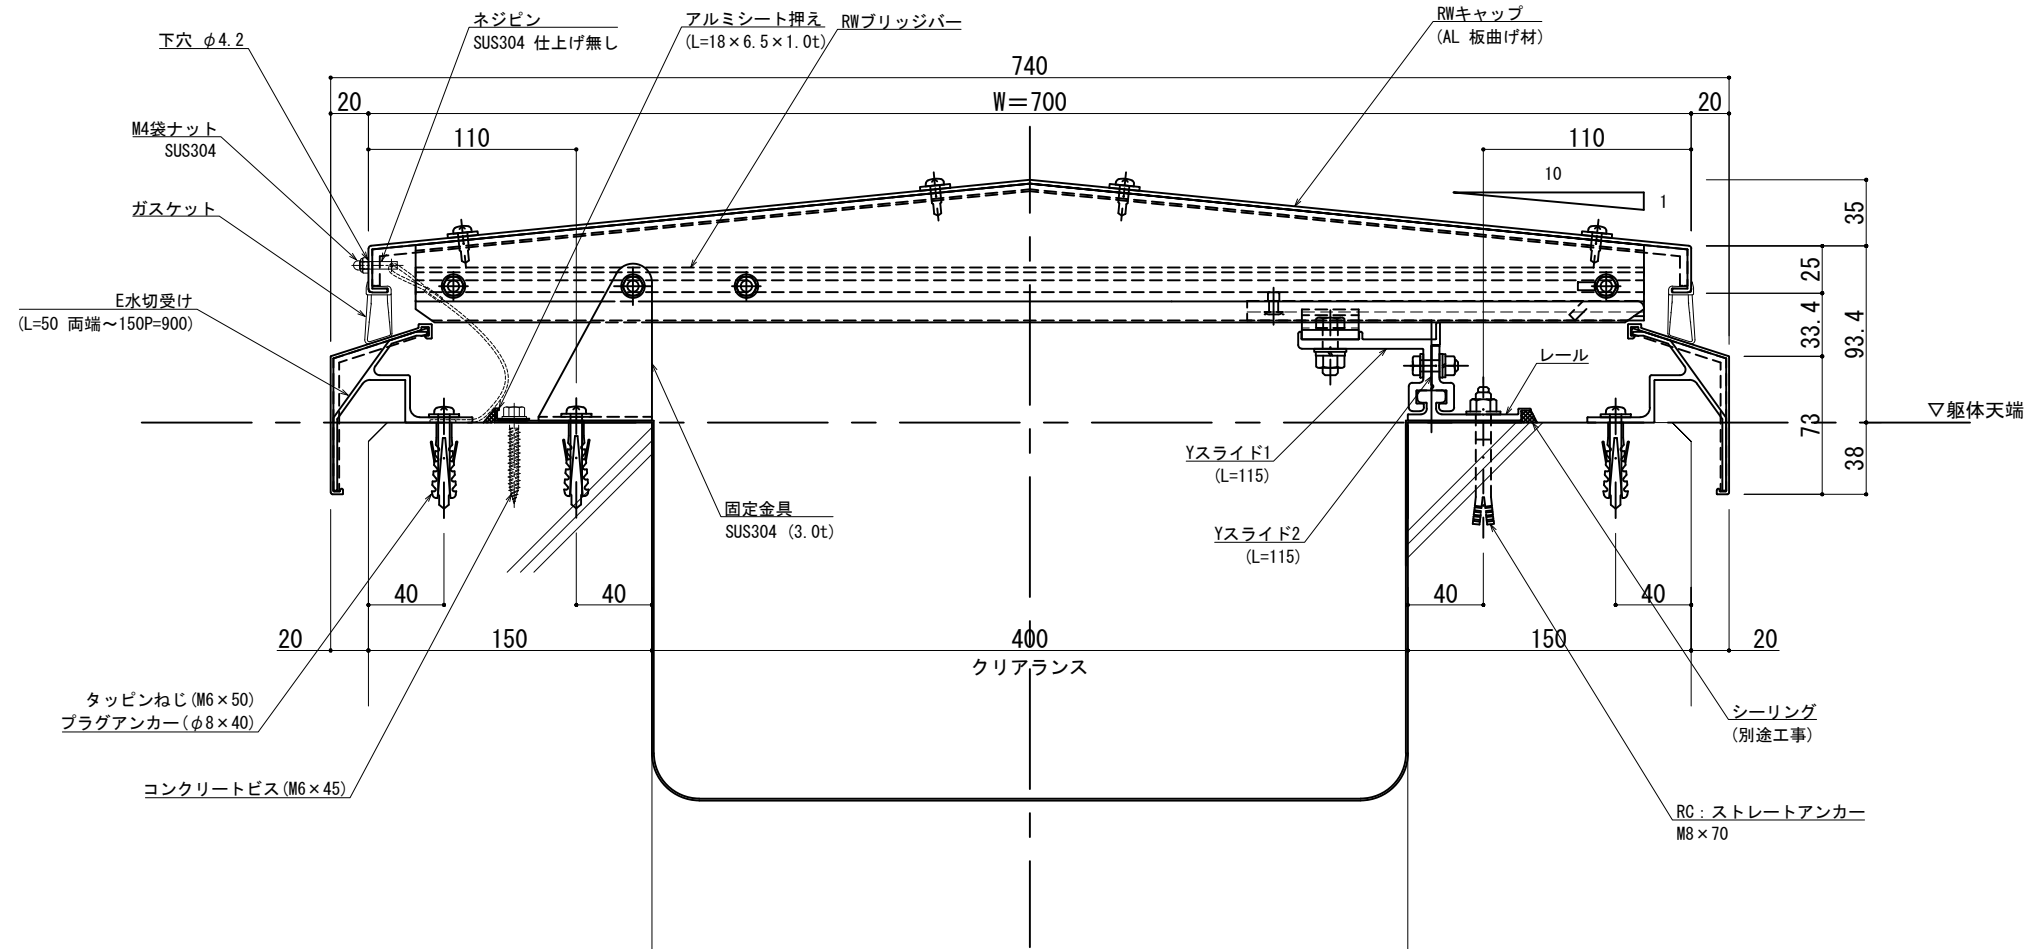 ネジピン
SUS304 仕上げ無し
アルミシート押え
(L=18×6.5×1.0t)
RWブリッジバー
RWキャップ
(AL 板曲げ材)
下穴 φ4.2
740
20
W=700
20
M4袋ナット
SUS304
110
110
10
1
ガスケット
35
25
33.4
93.4
73
38
E水切受け
(L=50 両端～150P=900)
レール
▽躯体天端
Yスライド1
(L=115)
固定金具
SUS304 (3.0t)
Yスライド2
(L=115)
40
40
40
40
20
150
400
150
20
クリアランス
タッピンねじ(M6×50)
プラグアンカー(φ8×40)
シーリング
(別途工事)
コンクリートビス(M6×45)
RC：ストレートアンカー
M8×70